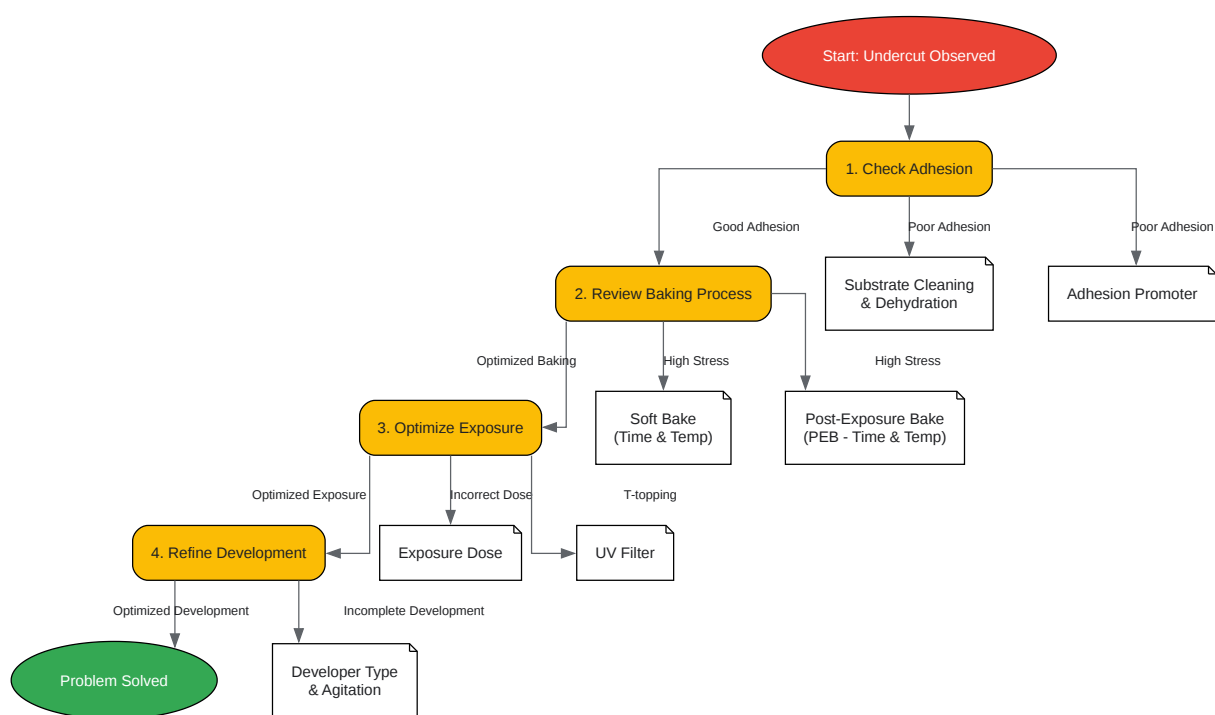 Start: Undercut Observed
1. Check Adhesion
Good Adhesion
Poor Adhesion
Poor Adhesion
2. Review Baking Process
Substrate Cleaning
& Dehydration
Adhesion Promoter
Optimized Baking
High Stress
High Stress
3. Optimize Exposure
Soft Bake
(Time & Temp)
Post-Exposure Bake
(PEB - Time & Temp)
Optimized Exposure
Incorrect Dose
T-topping
4. Refine Development
Exposure Dose
UV Filter
Optimized Development
Incomplete Development
Problem Solved
Developer Type
& Agitation